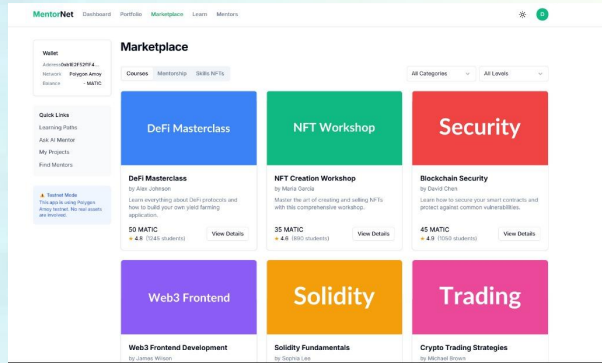 MentorNet Dashboard Portfolio Marketplace Learn Mentors
Wallet
Network Polygon Amoy
Balance - MATIC
Quick Links
Learning Paths
Ask AI Mentor
My Projects
Find Mentors
Testnet Mode
This app is using Polygon
Amoy testnet. No real assets
are involved.
Marketplace
Courses Mentorship Skills NFTs
All Categories All Levels
DeFi Masterclass
DeFi Masterclass
by Alex Johnson
Learn everything about DeFi protocols and
how to build your own yield farming
application.
50 MATIC
4.8 (1245 students)
View Details
NFT Workshop
NFT Creation Workshop
by Maria Garcia
Master the art of creating and selling NFTs
with this comprehensive workshop.
35 MATIC
4.6 (890 students)
View Details
Security
Blockchain Security
by David Chen
Learn how to secure your smart contracts and
protect against common vulnerabilities.
45 MATIC
4.9 (1050 students)
View Details
Web3 Frontend
Web3 Frontend Development
by James Wilson
Solidity
Solidity Fundamentals
by Sophia Lee
Trading
Crypto Trading Strategies
by Michael Brown